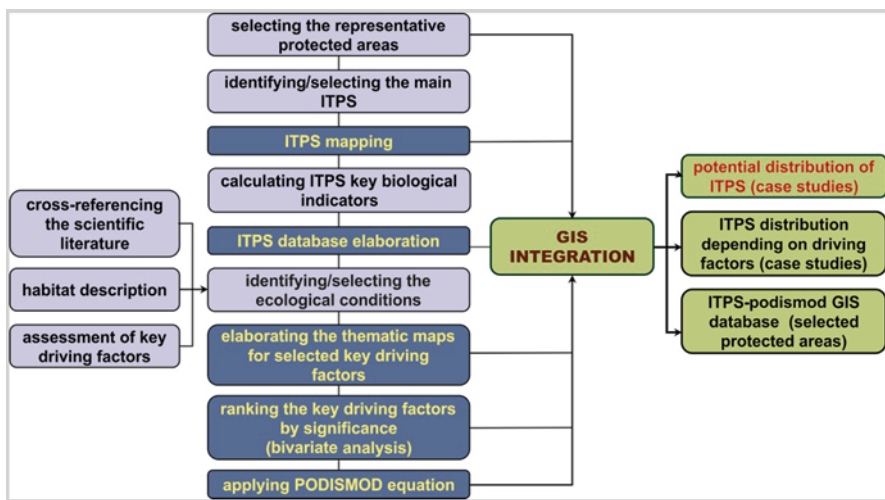 selecting the representative
protected areas
identifying/selecting the main
ITPS
ITPS mapping
calculating ITPS key biological
indicators
ITPS database elaboration
identifying/selecting the
ecological conditions
elaborating the thematic maps
for selected key driving
factors
ranking the key driving factors
by significance
(bivariate analysis)
applying PODISMOD equation
cross-referencing
the scientific
literature
habitat description
assessment of key
driving factors
GIS
INTEGRATION
potential distribution of
ITPS (case studies)
ITPS distribution
depending on driving
factors (case studies)
ITPS-podismod GIS
database (selected
protected areas)